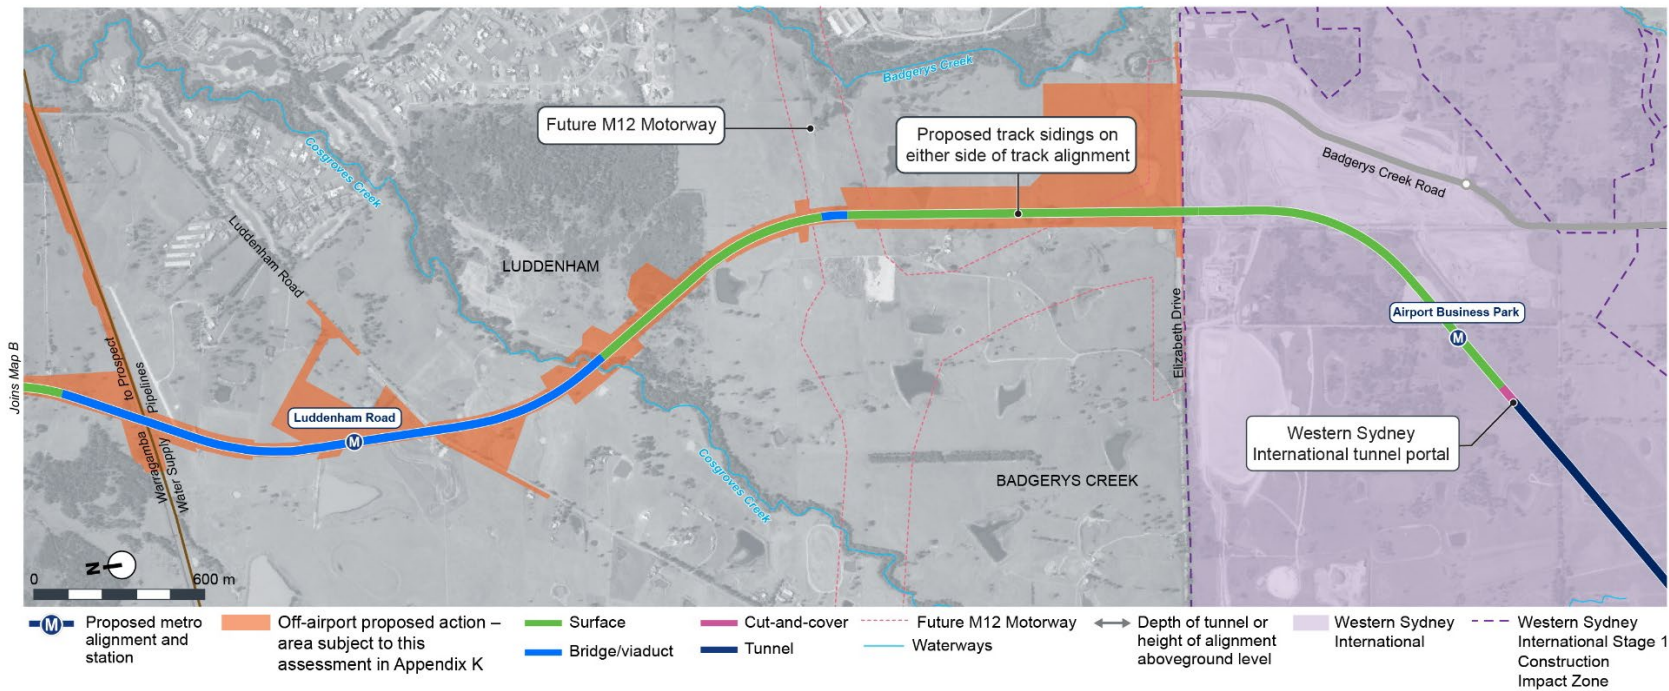 Badgerys Creek
Future M12 Motorway
Proposed track sidings on
either side of track alignment
Badgerys Creek Road
Cosgroves Creek
Luddenham Road
LUDDENHAM
Elizabeth Drive
Airport Business Park
M
Joins Map B
Warragamba to Prospect
Water Supply Pipelines
Luddenham Road
M
Western Sydney
International tunnel portal
Cosgroves Creek
BADGERYS CREEK
N
0 600 m
M
Proposed metro
alignment and
station
Off-airport proposed action –
area subject to this
assessment in Appendix K
Surface
Bridge/viaduct
Cut-and-cover
Tunnel
Future M12 Motorway
Waterways
Depth of tunnel or
height of alignment
aboveground level
Western Sydney
International
Western Sydney
International Stage 1
Construction
Impact Zone